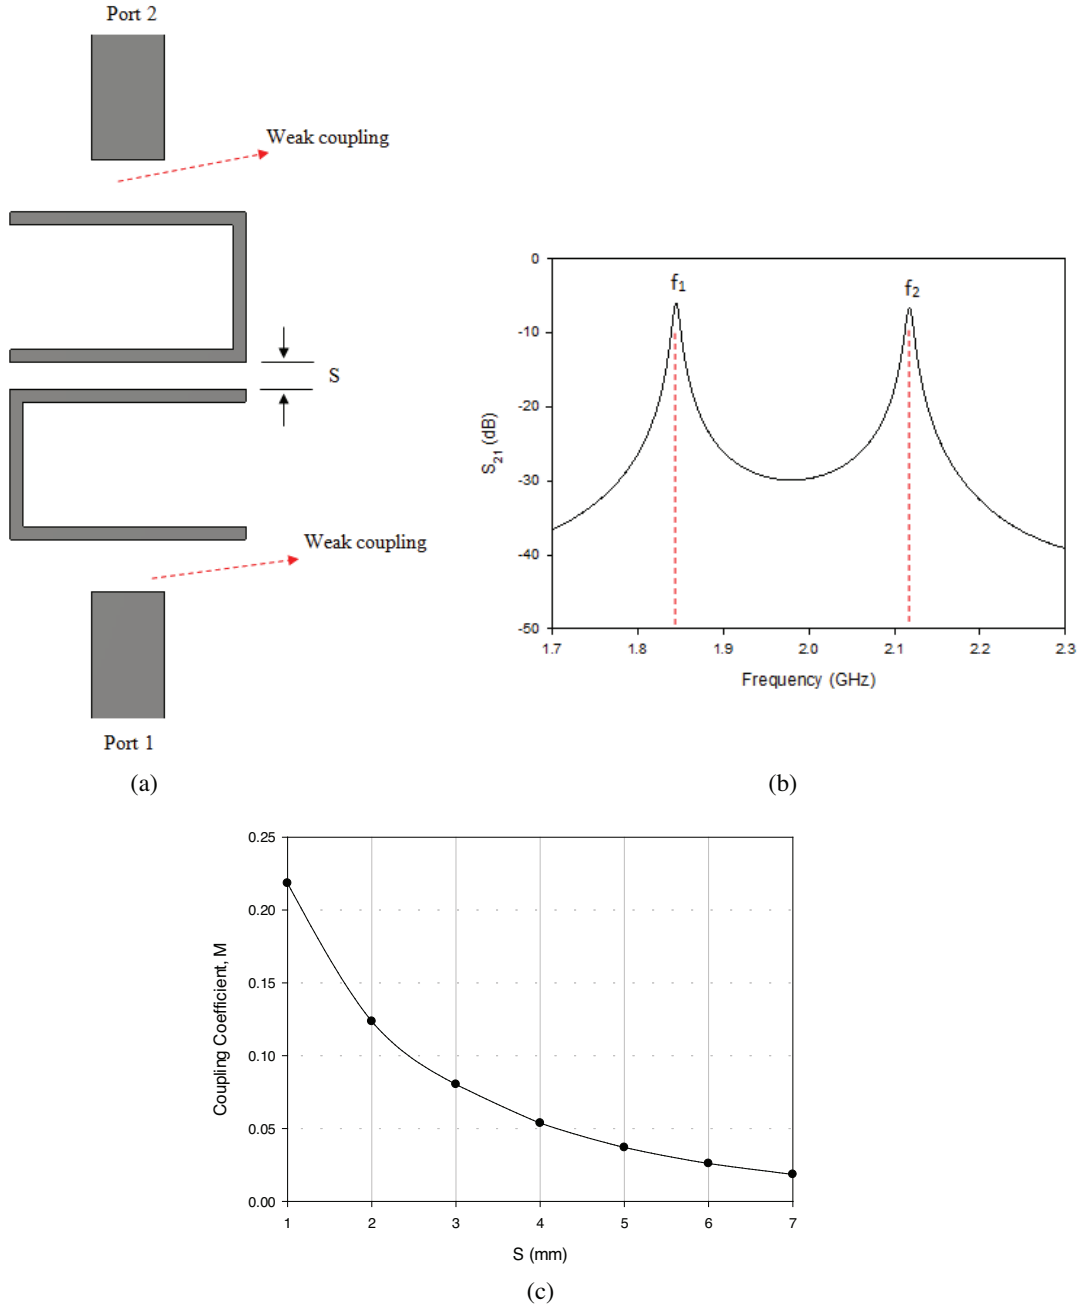 Port 2
Weak coupling
S
Weak coupling
Port 1
(a)
f1
f2
0
-10
-20
-30
-40
-50
S21 (dB)
1.7 1.8 1.9 2.0 2.1 2.2 2.3
Frequency (GHz)
(b)
0.25
0.20
0.15
0.10
0.05
0.00
Coupling Coefficient, M
1 2 3 4 5 6 7
S (mm)
(c)